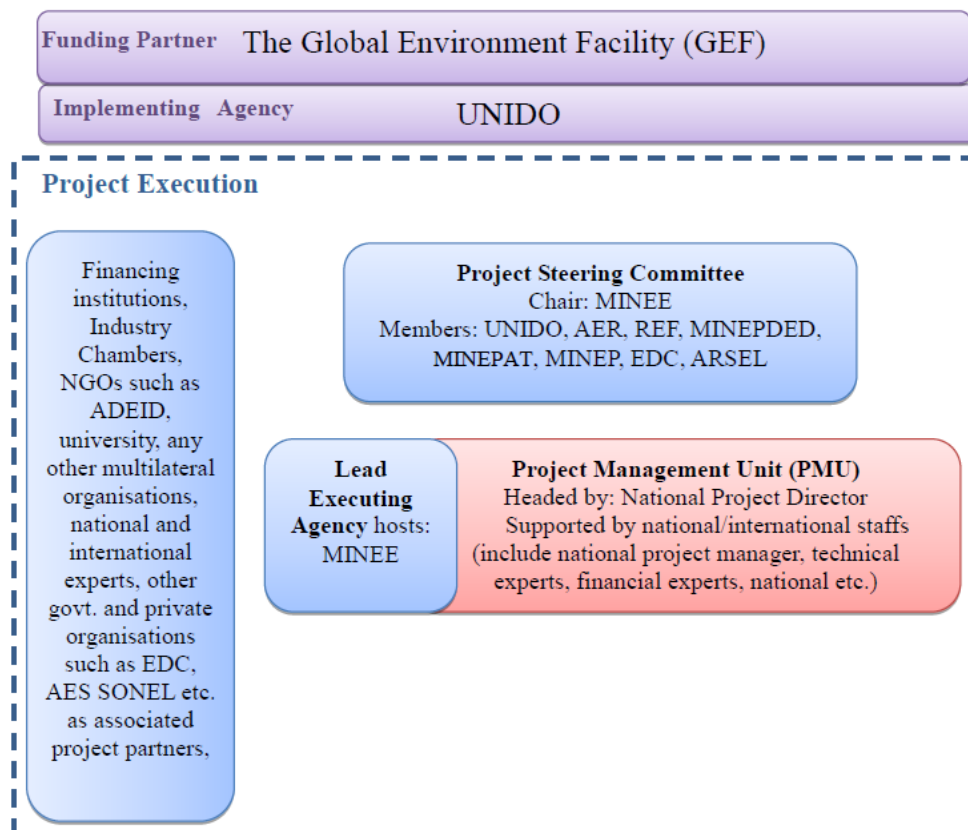 Funding Partner The Global Environment Facility (GEF)
Implementing Agency UNIDO
Project Execution
Financing
institutions,
Industry
Chambers,
NGOs such as
ADEID,
university, any
other multilateral
organisations,
national and
international
experts, other
govt. and private
organisations
such as EDC,
AES SONEL etc.
as associated
project partners,
Project Steering Committee
Chair: MINEE
Members: UNIDO, AER, REF, MINEPDED,
MINEPAT, MINEP, EDC, ARSEL
Lead
Executing
Agency hosts:
MINEE
Project Management Unit (PMU)
Headed by: National Project Director
Supported by national/international staffs
(include national project manager, technical
experts, financial experts, national etc.)